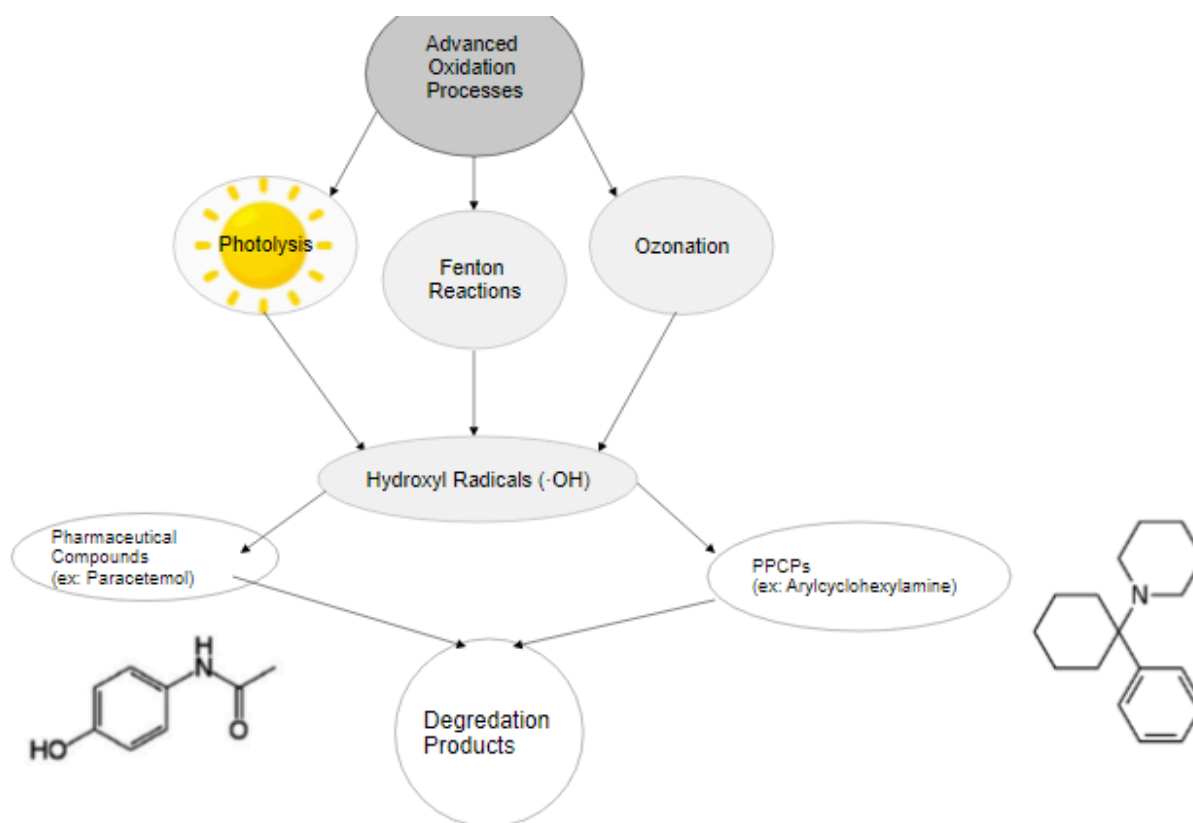 Advanced
Oxidation
Processes
Photolysis
Fenton
Reactions
Ozonation
Hydroxyl Radicals (·OH)
Pharmaceutical
Compounds
(ex: Paracetemol)
PPCPs
(ex: Arylcyclohexylamine)
H
N
O
HO
N
Degredation
Products